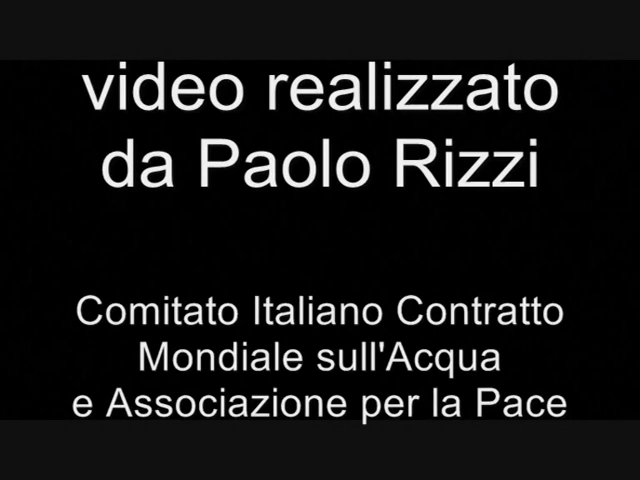 video realizzato
da Paolo Rizzi
Comitato Italiano Contratto
Mondiale sull'Acqua
e Associazione per la Pace